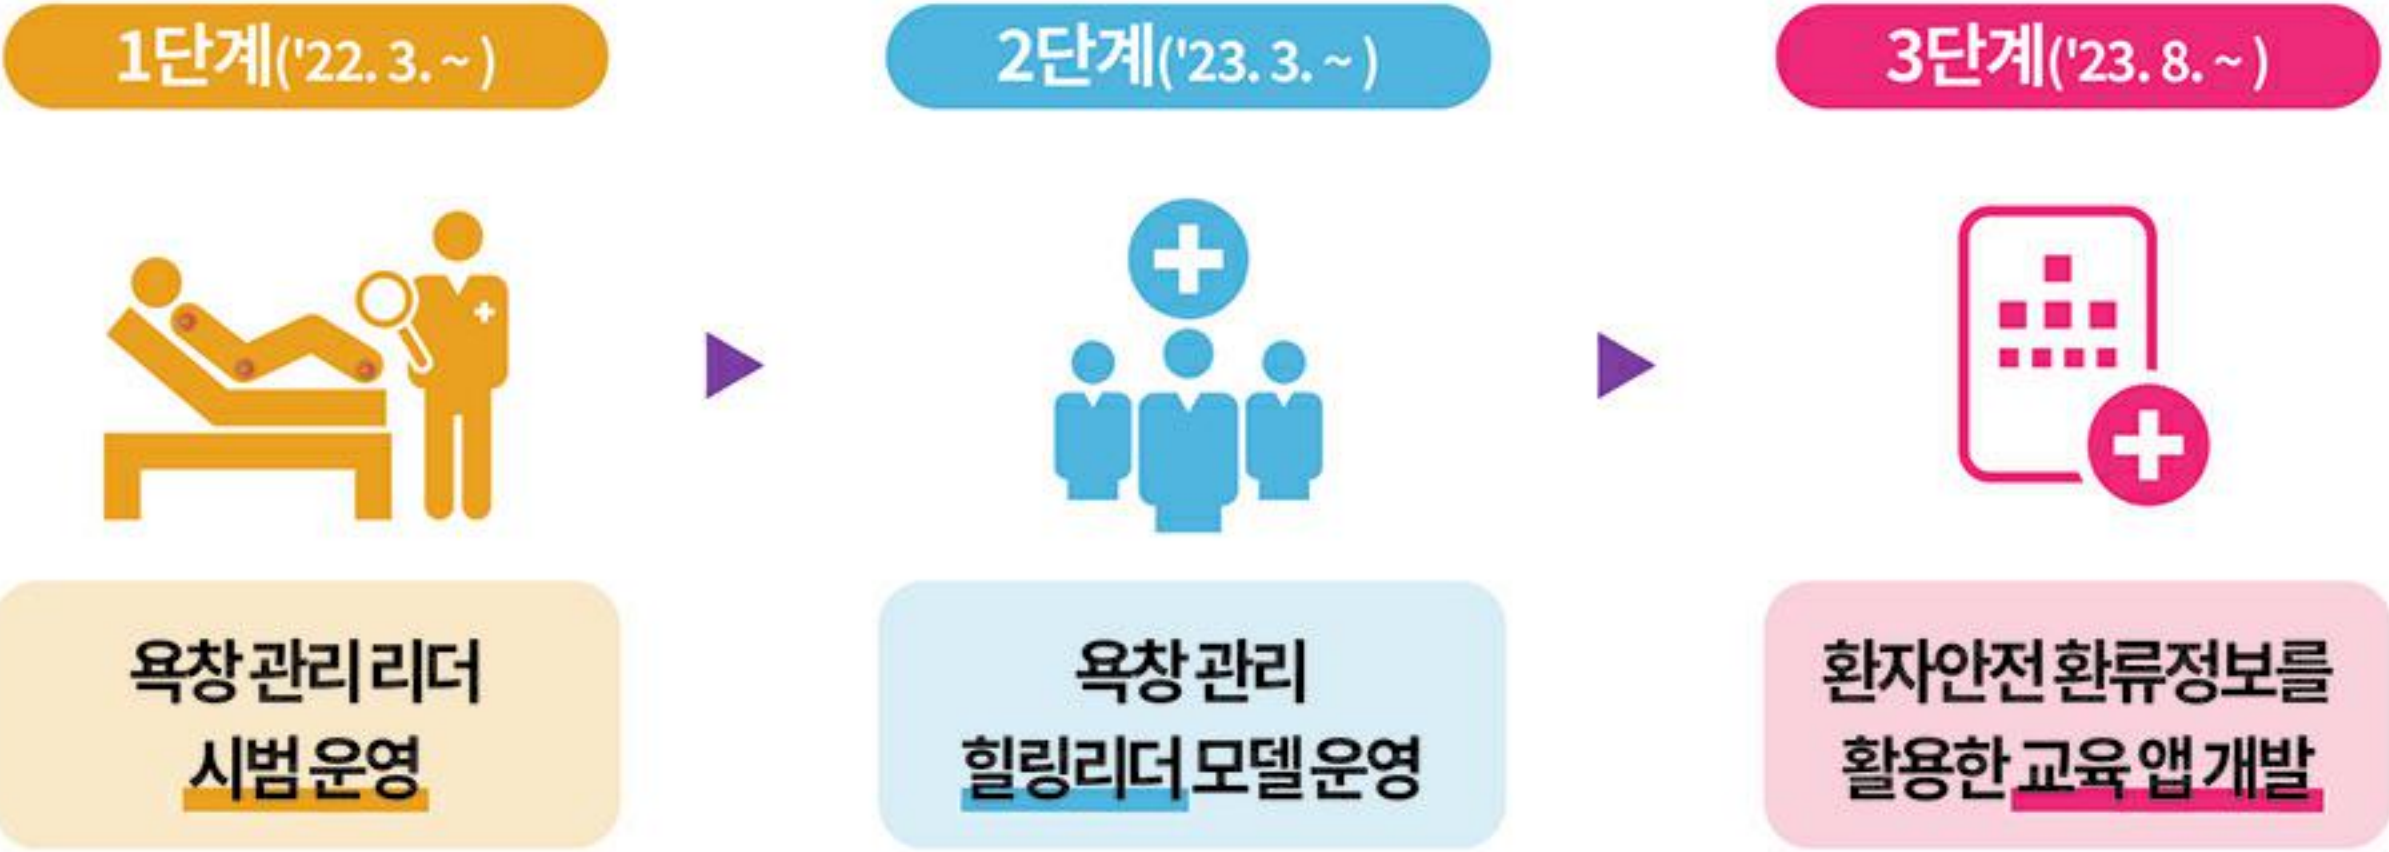 1단계('22. 3. ~ )
2단계('23. 3. ~ )
3단계('23. 8. ~ )
욕창 관리 리더
시범 운영
욕창 관리
힐링리더 모델 운영
환자안전 환류정보를
활용한 교육 앱 개발